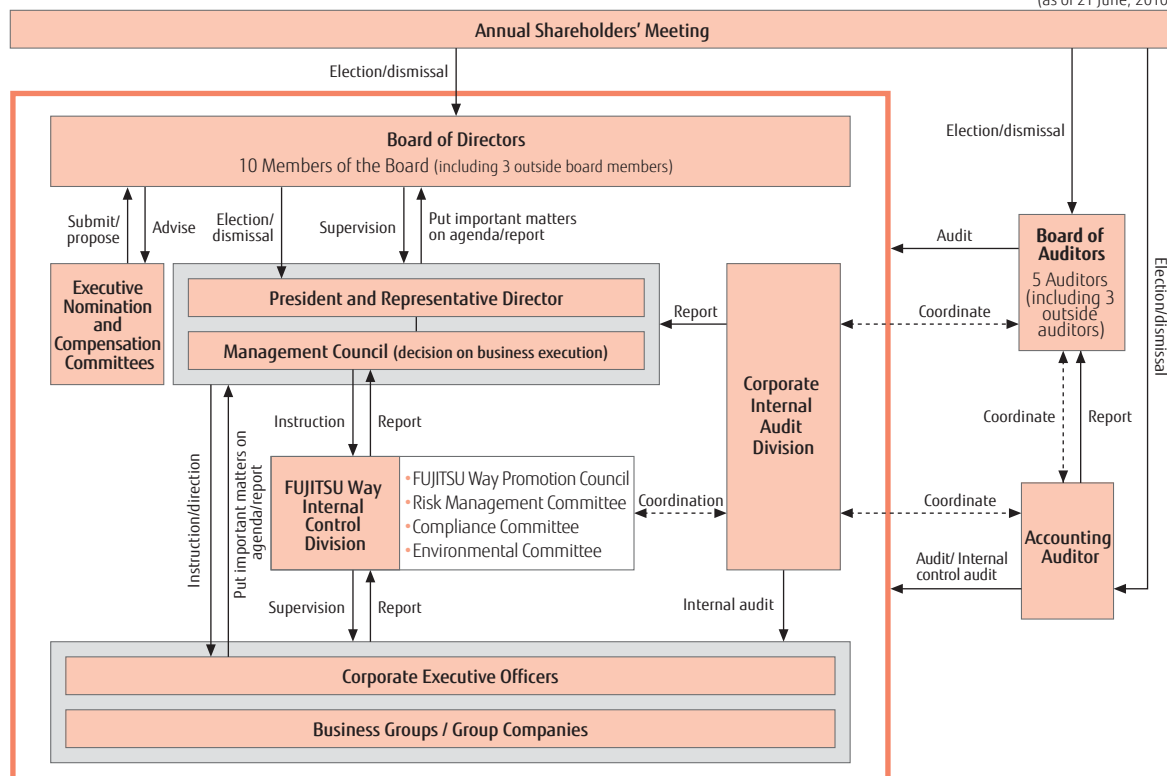 (as of 21 June, 2010
Annual Shareholders' Meeting
Election/dismissal
Board of Directors
10 Members of the Board (including 3 outside board members)
Election/dismissal
Submit/
propose
Advise
Election/
dismissal
Supervision
Put important matters
on agenda/report
Audit
Board of
Auditors
5 Auditors
(including 3
outside
auditors)
Election/dismissal
Executive
Nomination
and
Compensation
Committees
President and Representative Director
Management Council (decision on business execution)
Report
Coordinate
Corporate
Internal
Audit
Division
Instruction
Report
Coordinate
Report
Instruction/direction
Put important matters on
agenda/report
FUJITSU Way
Internal
Control
Division
•FUJITSU Way Promotion Council
•Risk Management Committee
•Compliance Committee
•Environmental Committee
Coordination
Coordinate
Accounting
Auditor
Audit/ Internal
control audit
Supervision
Report
Internal audit
Corporate Executive Officers
Business Groups / Group Companies